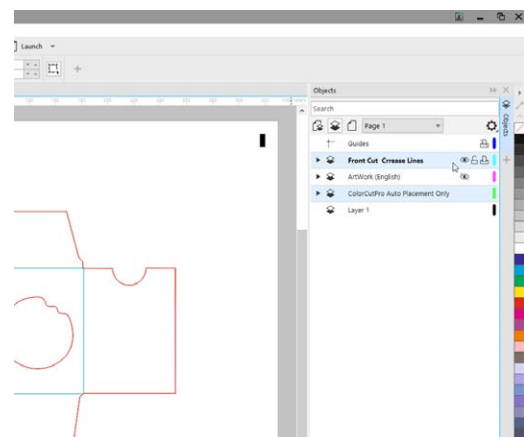 Launch
Objects
Search
Page 1
Guides
Front Cut Crrease Lines
ArtWork (English)
ColorCutPro Auto Placement Only
Layer 1
Objects